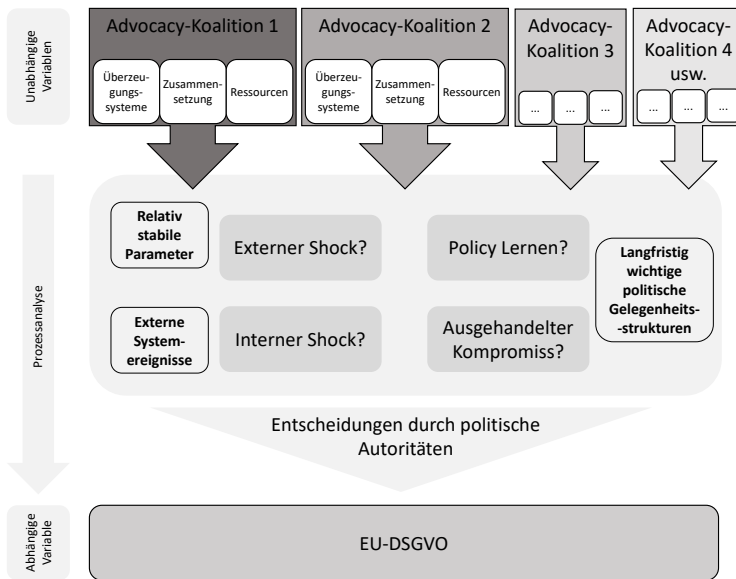 Unabhängige
Variablen
Advocacy-Koalition 1
Überzeu-
gungs-
systeme
Zusammen-
setzung
Ressourcen
Advocacy-Koalition 2
Überzeu-
gungs-
systeme
Zusammen-
setzung
Ressourcen
Advocacy-
Koalition 3
...
...
...
Advocacy-
Koalition 4
usw.
...
...
...
Prozessanalyse
Relativ
stabile
Parameter
Externer Shock?
Policy Lernen?
Langfristig
wichtige
politische
Gelegenheits-
-strukturen
Externe
System-
ereignisse
Interner Shock?
Ausgehandelter
Kompromiss?
Entscheidungen durch politische
Autoritäten
Abhängige
Variable
EU-DSGVO